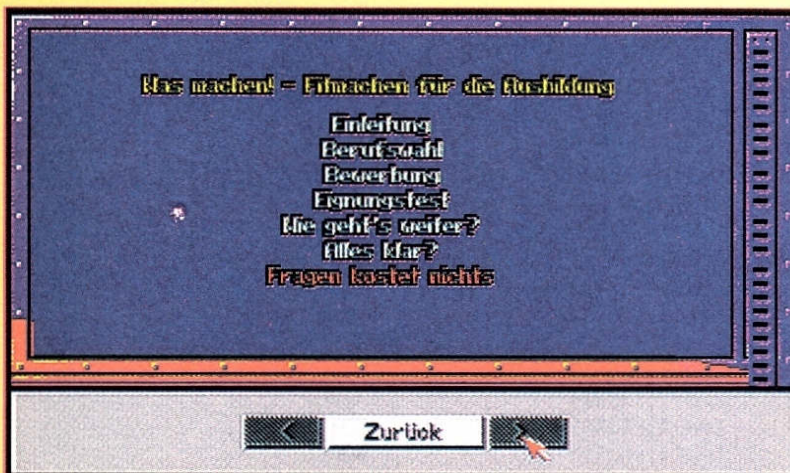 Was machen! - Fitmachen für die Ausbildung
Einleitung
Berufswahl
Bewerbung
Eignungstest
Wie geht's weiter?
Alles klar?
Fragen kostet nichts
< Zurück >